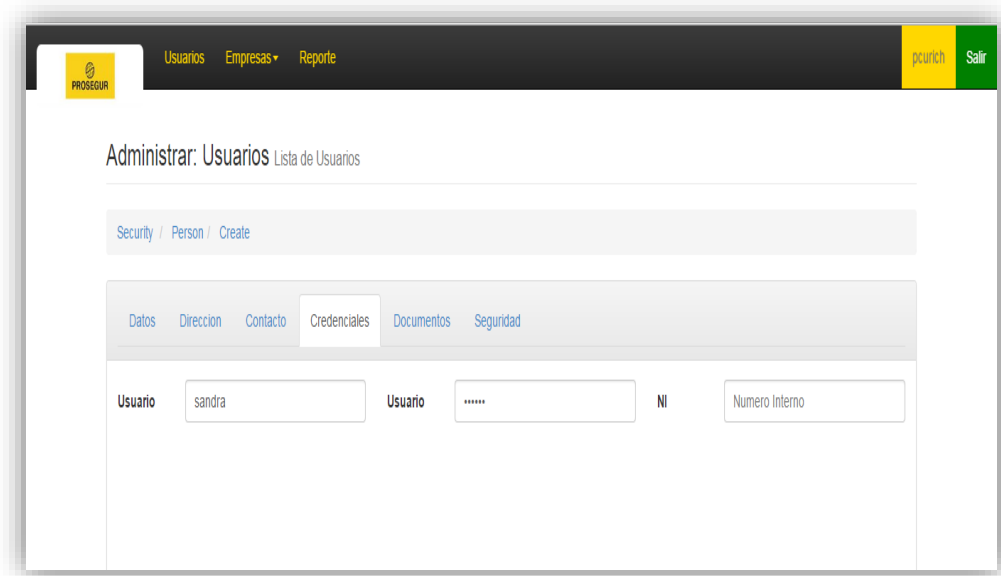 PROSEGUR Usuarios Empresas Reporte pcurich Salir
Administrar: Usuarios Lista de Usuarios
Security / Person / Create
Datos Direccion Contacto Credenciales Documentos Seguridad
Usuario sandra Usuario •••••• NI Numero Interno